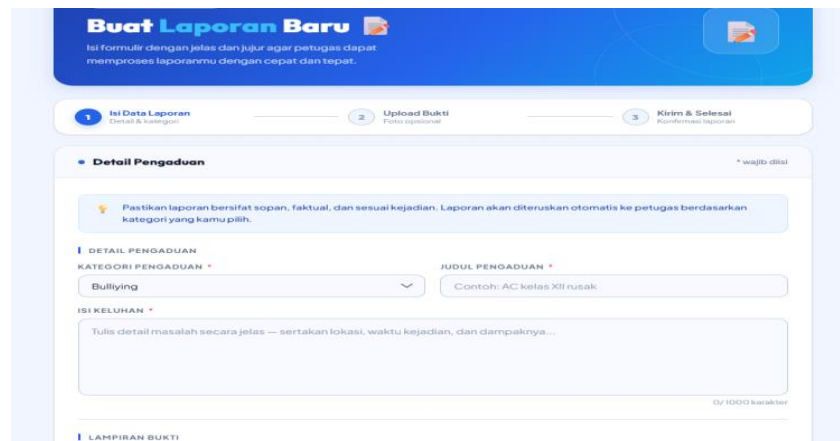 Buat Laporan Baru
Isi formulir dengan jelas dan jujur agar petugas dapat
memproses laporanmu dengan cepat dan tepat.
1 Isi Data Laporan
Detail & kategori
2 Upload Bukti
Foto opsional
3 Kirim & Selesai
Konfirmasi laporan
Detail Pengaduan
* wajib diisi
Pastikan laporan bersifat sopan, faktual, dan sesuai kejadian. Laporan akan diteruskan otomatis ke petugas berdasarkan
kategori yang kamu pilih.
DETAIL PENGADUAN
KATEGORI PENGADUAN *
JUDUL PENGADUAN *
Bulliying
Contoh: AC kelas XII rusak
ISI KELUHAN *
Tulis detail masalah secara jelas — sertakan lokasi, waktu kejadian, dan dampaknya...
0/1000 karakter
LAMPIRAN BUKTI